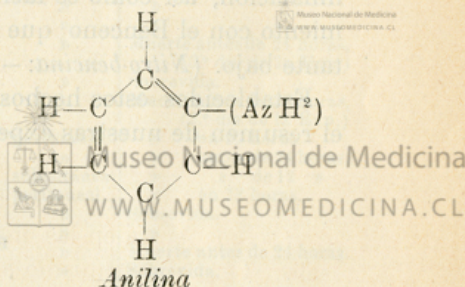 H
Museo Nacional de Medicina
WWW.MUSEOMEDICINA.CL
C
H—C C—(Az H²)
H—C C—H
Museo Nacional de Medicina
C
WWW.MUSEOMEDICINA.CL
H
Anilina